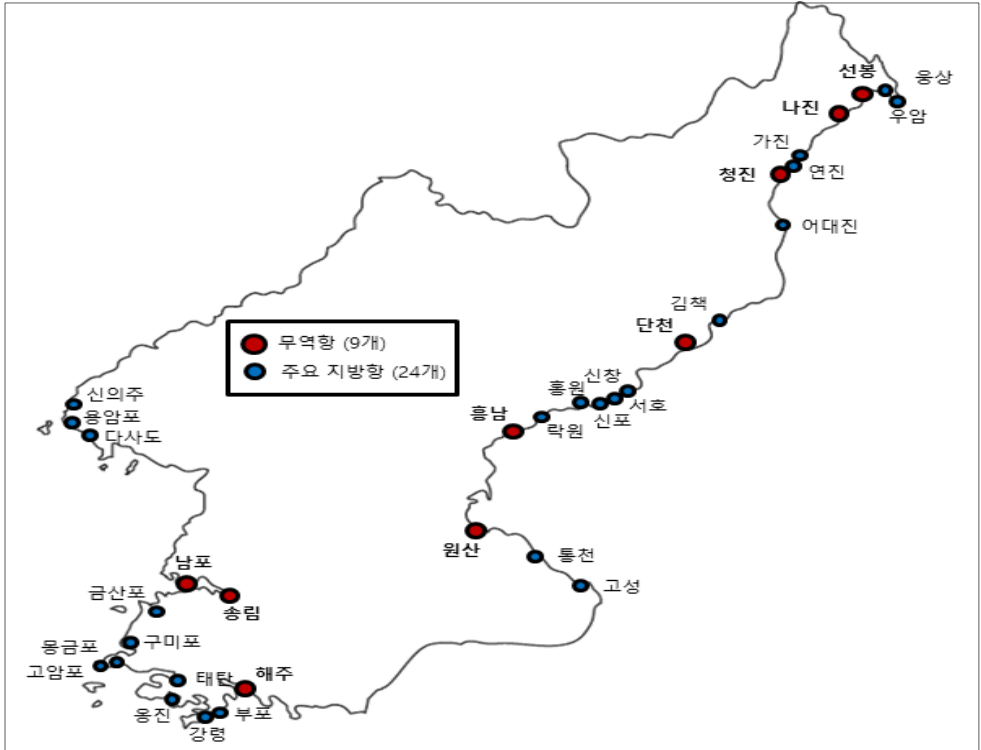 선봉
웅상
나진
우암
가진
청진
연진
어대진
김책
단천
무역항 (9개)
주요 지방항 (24개)
신창
홍원
서호
신포
흥남
락원
신의주
용암포
다사도
원산
통천
고성
남포
금산포
송림
구미포
몽금포
고암포
태탄
해주
옹진
부포
강령